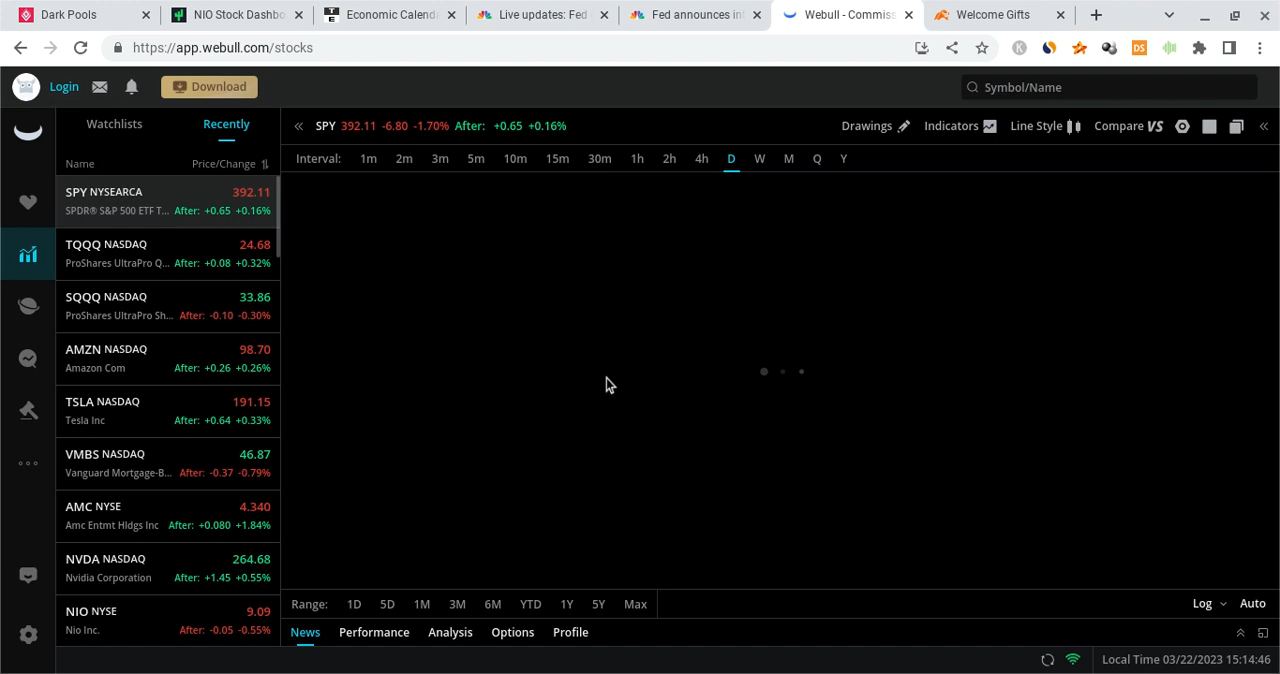 Dark Pools
NIO Stock Dashbo
Economic Calenda
Live updates: Fed
Fed announces in
Webull - Commiss
Welcome Gifts
https://app.webull.com/stocks
Login
Download
Symbol/Name
Watchlists
Recently
SPY 392.11 -6.80 -1.70% After: +0.65 +0.16%
Drawings
Indicators
Line Style
Compare VS
Name
Price/Change
Interval: 1m 2m 3m 5m 10m 15m 30m 1h 2h 4h D W M Q Y
SPY NYSEARCA 392.11
SPDR® S&P 500 ETF T... After: +0.65 +0.16%
TQQQ NASDAQ 24.68
ProShares UltraPro Q... After: +0.08 +0.32%
SQQQ NASDAQ 33.86
ProShares UltraPro Sh... After: -0.10 -0.30%
AMZN NASDAQ 98.70
Amazon Com After: +0.26 +0.26%
TSLA NASDAQ 191.15
Tesla Inc After: +0.64 +0.33%
VMBS NASDAQ 46.87
Vanguard Mortgage-B... After: -0.37 -0.79%
AMC NYSE 4.340
Amc Entmt Hldgs Inc After: +0.080 +1.84%
NVDA NASDAQ 264.68
Nvidia Corporation After: +1.45 +0.55%
NIO NYSE 9.09
Nio Inc. After: -0.05 -0.55%
Range: 1D 5D 1M 3M 6M YTD 1Y 5Y Max
Log Auto
News Performance Analysis Options Profile
Local Time 03/22/2023 15:14:46